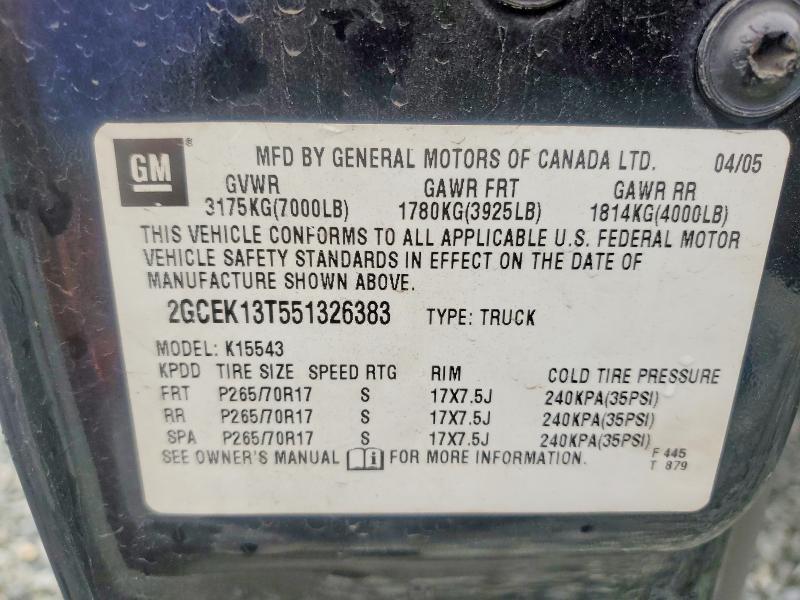 GM ®
MFD BY GENERAL MOTORS OF CANADA LTD. 04/05
GVWR GAWR FRT GAWR RR
3175KG(7000LB) 1780KG(3925LB) 1814KG(4000LB)
THIS VEHICLE CONFORMS TO ALL APPLICABLE U.S. FEDERAL MOTOR
VEHICLE SAFETY STANDARDS IN EFFECT ON THE DATE OF
MANUFACTURE SHOWN ABOVE.
2GCEK13T551326383 TYPE: TRUCK
MODEL: K15543
KPDD TIRE SIZE SPEED RTG RIM COLD TIRE PRESSURE
FRT P265/70R17 S 17X7.5J 240KPA(35PSI)
RR P265/70R17 S 17X7.5J 240KPA(35PSI)
SPA P265/70R17 S 17X7.5J 240KPA(35PSI)
SEE OWNER'S MANUAL i FOR MORE INFORMATION. F 445
T 879